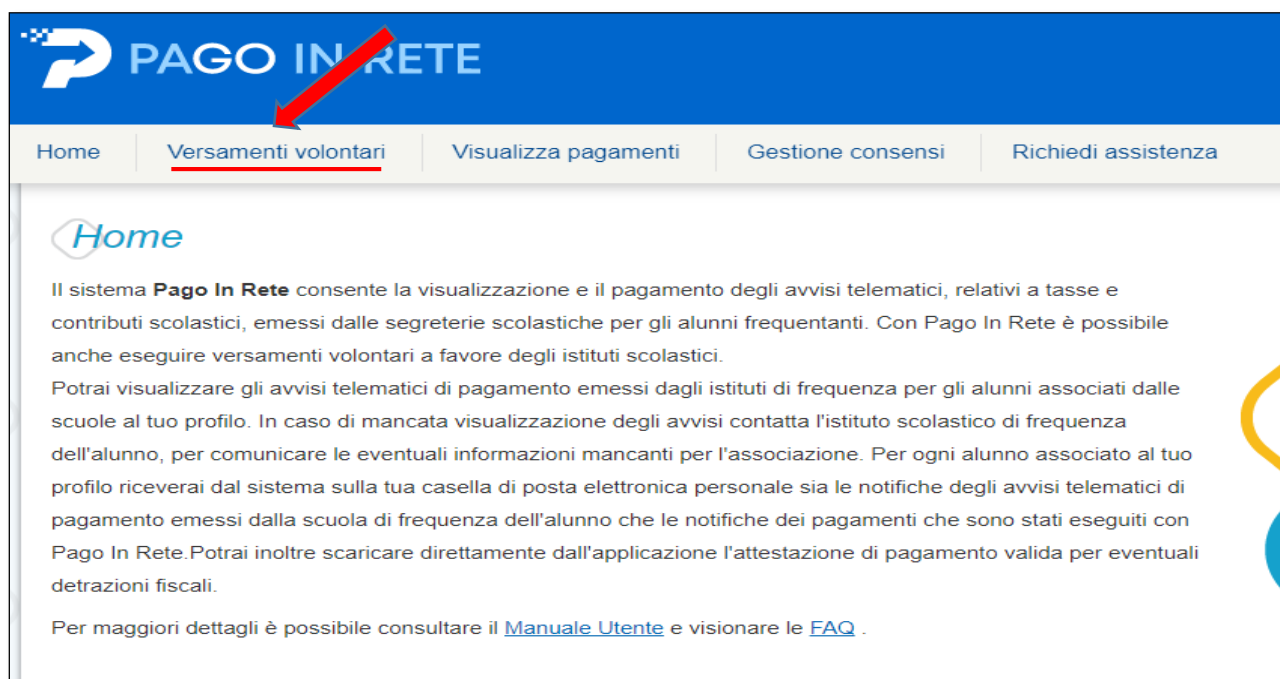 PAGO IN RETE
Home
Versamenti volontari
Visualizza pagamenti
Gestione consensi
Richiedi assistenza
Home
Il sistema Pago In Rete consente la visualizzazione e il pagamento degli avvisi telematici, relativi a tasse e
contributi scolastici, emessi dalle segreterie scolastiche per gli alunni frequentanti. Con Pago In Rete è possibile
anche eseguire versamenti volontari a favore degli istituti scolastici.
Potrai visualizzare gli avvisi telematici di pagamento emessi dagli istituti di frequenza per gli alunni associati dalle
scuole al tuo profilo. In caso di mancata visualizzazione degli avvisi contatta l'istituto scolastico di frequenza
dell'alunno, per comunicare le eventuali informazioni mancanti per l'associazione. Per ogni alunno associato al tuo
profilo riceverai dal sistema sulla tua casella di posta elettronica personale sia le notifiche degli avvisi telematici di
pagamento emessi dalla scuola di frequenza dell'alunno che le notifiche dei pagamenti che sono stati eseguiti con
Pago In Rete.Potrai inoltre scaricare direttamente dall'applicazione l'attestazione di pagamento valida per eventuali
detrazioni fiscali.
Per maggiori dettagli è possibile consultare il Manuale Utente e visionare le FAQ .